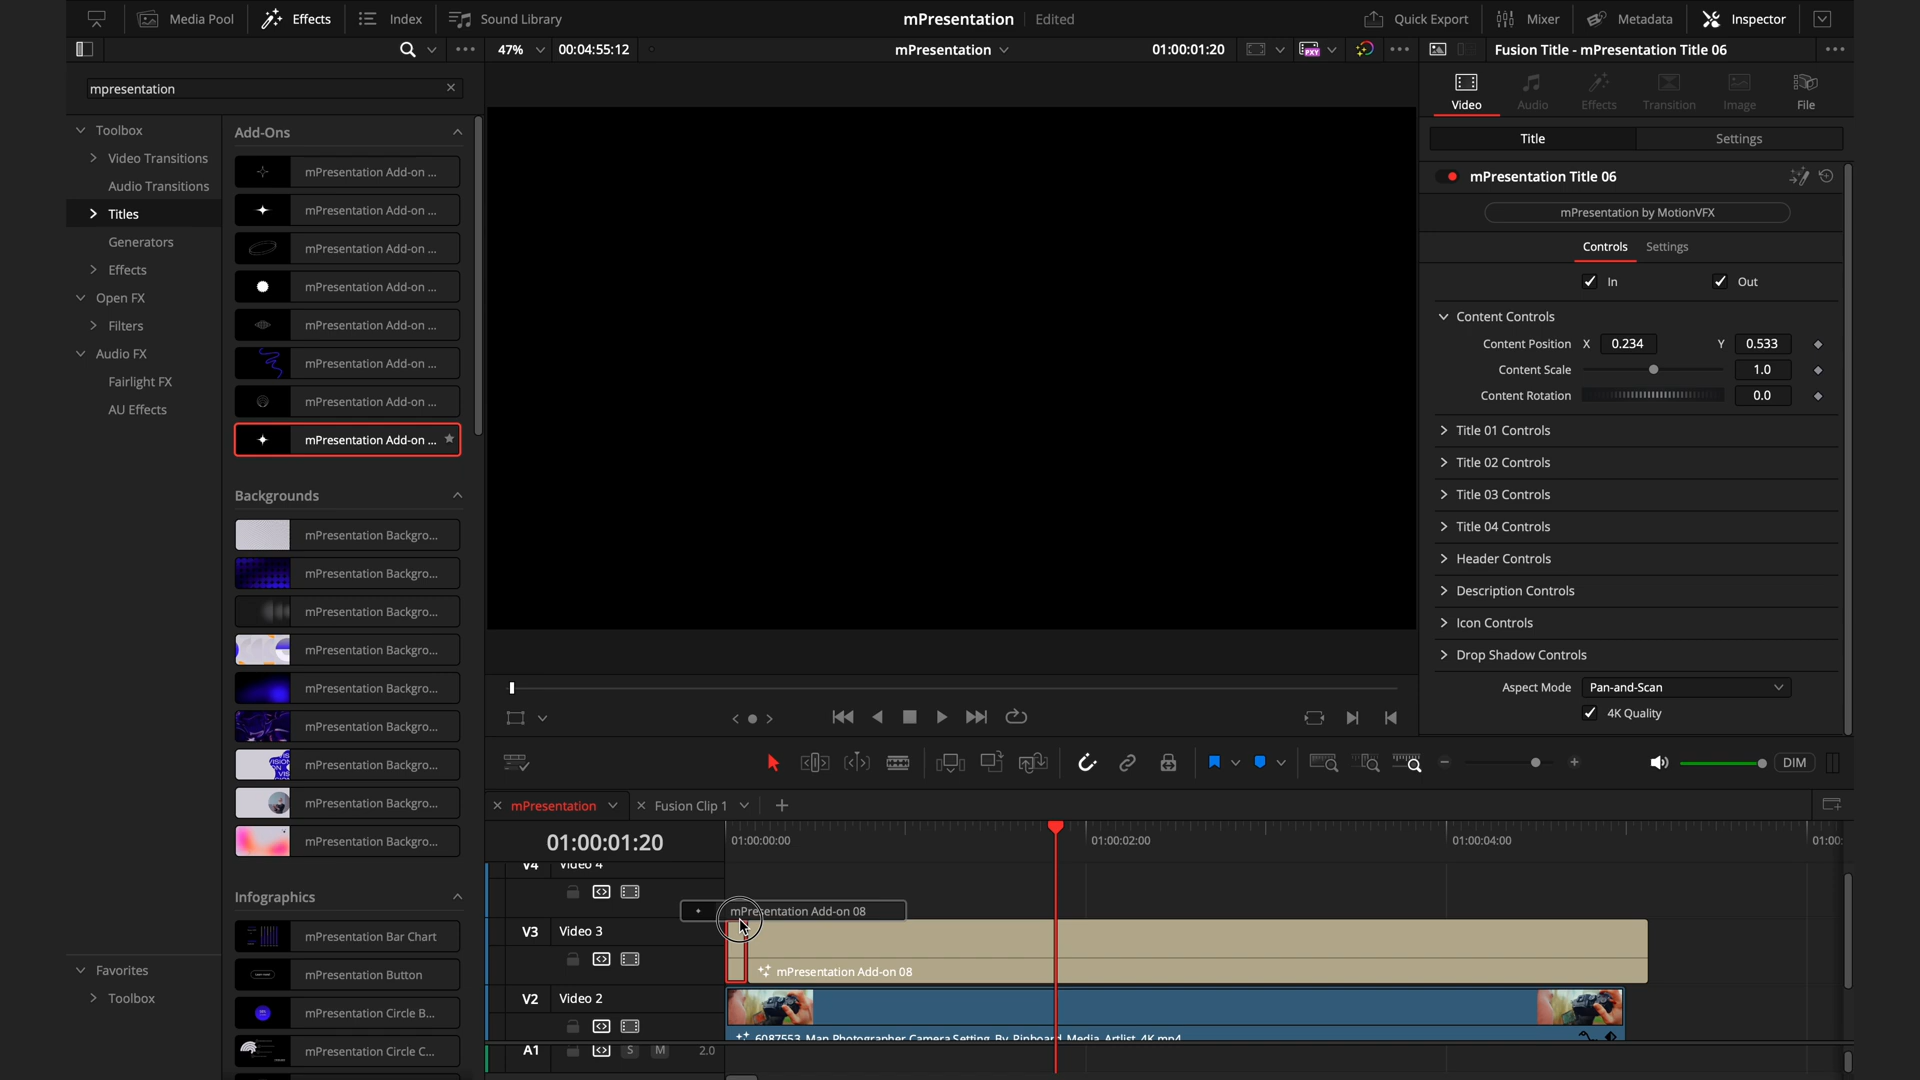 Media Pool
Effects
Index
Sound Library
mPresentation
Edited
Quick Export
Mixer
Metadata
Inspector
47%
00:04:55:12
mPresentation
01:00:01:20
PXY
Fusion Title - mPresentation Title 06
mpresentation
Video
Audio
Effects
Transition
Image
File
Title
Settings
Toolbox
Video Transitions
Audio Transitions
Titles
Generators
Effects
Open FX
Filters
Audio FX
Fairlight FX
AU Effects
Favorites
Toolbox
Add-Ons
mPresentation Add-on ...
mPresentation Add-on ...
mPresentation Add-on ...
mPresentation Add-on ...
mPresentation Add-on ...
mPresentation Add-on ...
mPresentation Add-on ...
mPresentation Add-on ...
Backgrounds
mPresentation Backgro...
mPresentation Backgro...
mPresentation Backgro...
mPresentation Backgro...
mPresentation Backgro...
mPresentation Backgro...
mPresentation Backgro...
mPresentation Backgro...
mPresentation Backgro...
Infographics
mPresentation Bar Chart
mPresentation Button
mPresentation Circle B...
mPresentation Circle C...
mPresentation Title 06
mPresentation by MotionVFX
Controls
Settings
In
Out
Content Controls
Content Position X 0.234 Y 0.533
Content Scale 1.0
Content Rotation 0.0
Title 01 Controls
Title 02 Controls
Title 03 Controls
Title 04 Controls
Header Controls
Description Controls
Icon Controls
Drop Shadow Controls
Aspect Mode Pan-and-Scan
4K Quality
DIM
mPresentation
Fusion Clip 1
01:00:01:20
01:00:00:00
01:00:02:00
01:00:04:00
01:00:
V4 Video 4
mPresentation Add-on 08
V3 Video 3
mPresentation Add-on 08
V2 Video 2
6087553_Man Photographer Camera Setting_By_Pinboard_Media_Artlist_4K.mp4
A1 S M 2.0